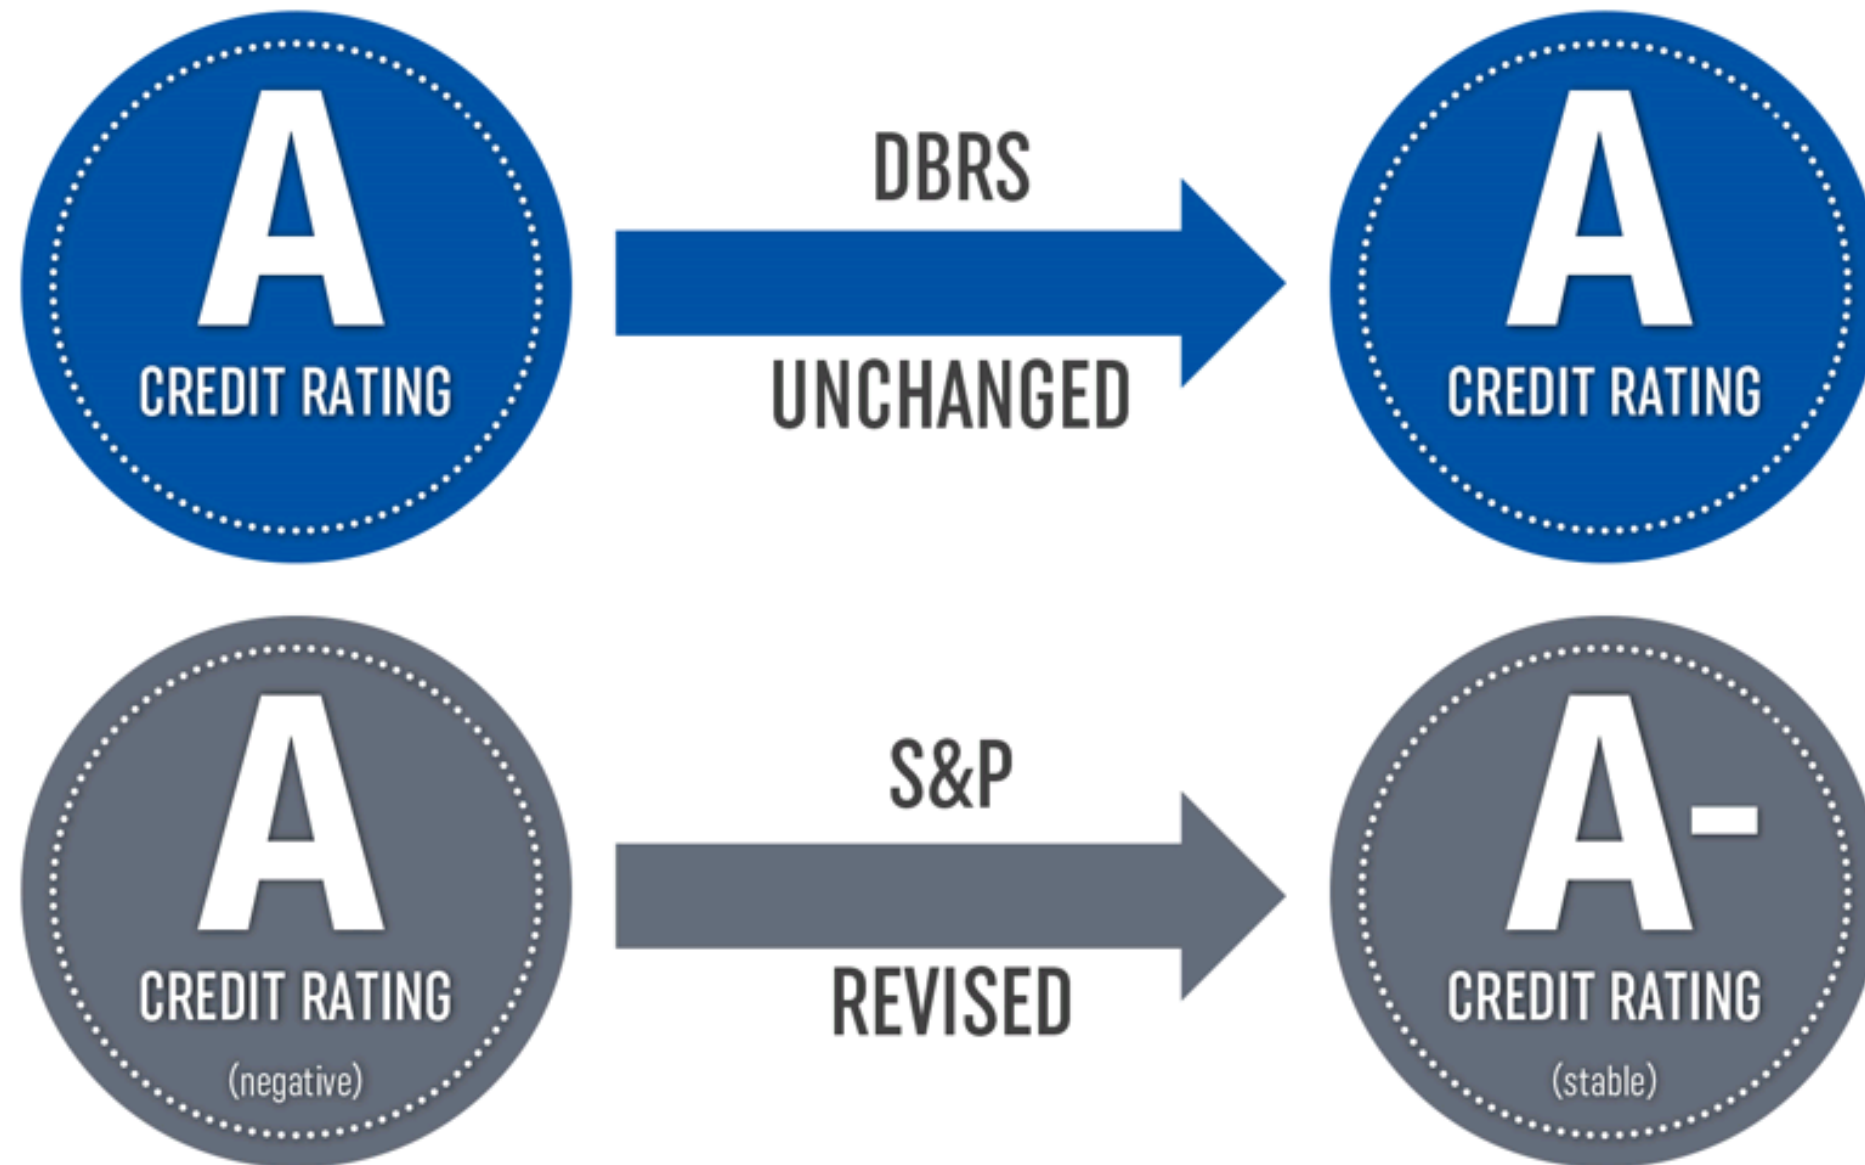 A
CREDIT RATING
DBRS
UNCHANGED
A
CREDIT RATING
A
CREDIT RATING
(negative)
S&P
REVISED
A-
CREDIT RATING
(stable)